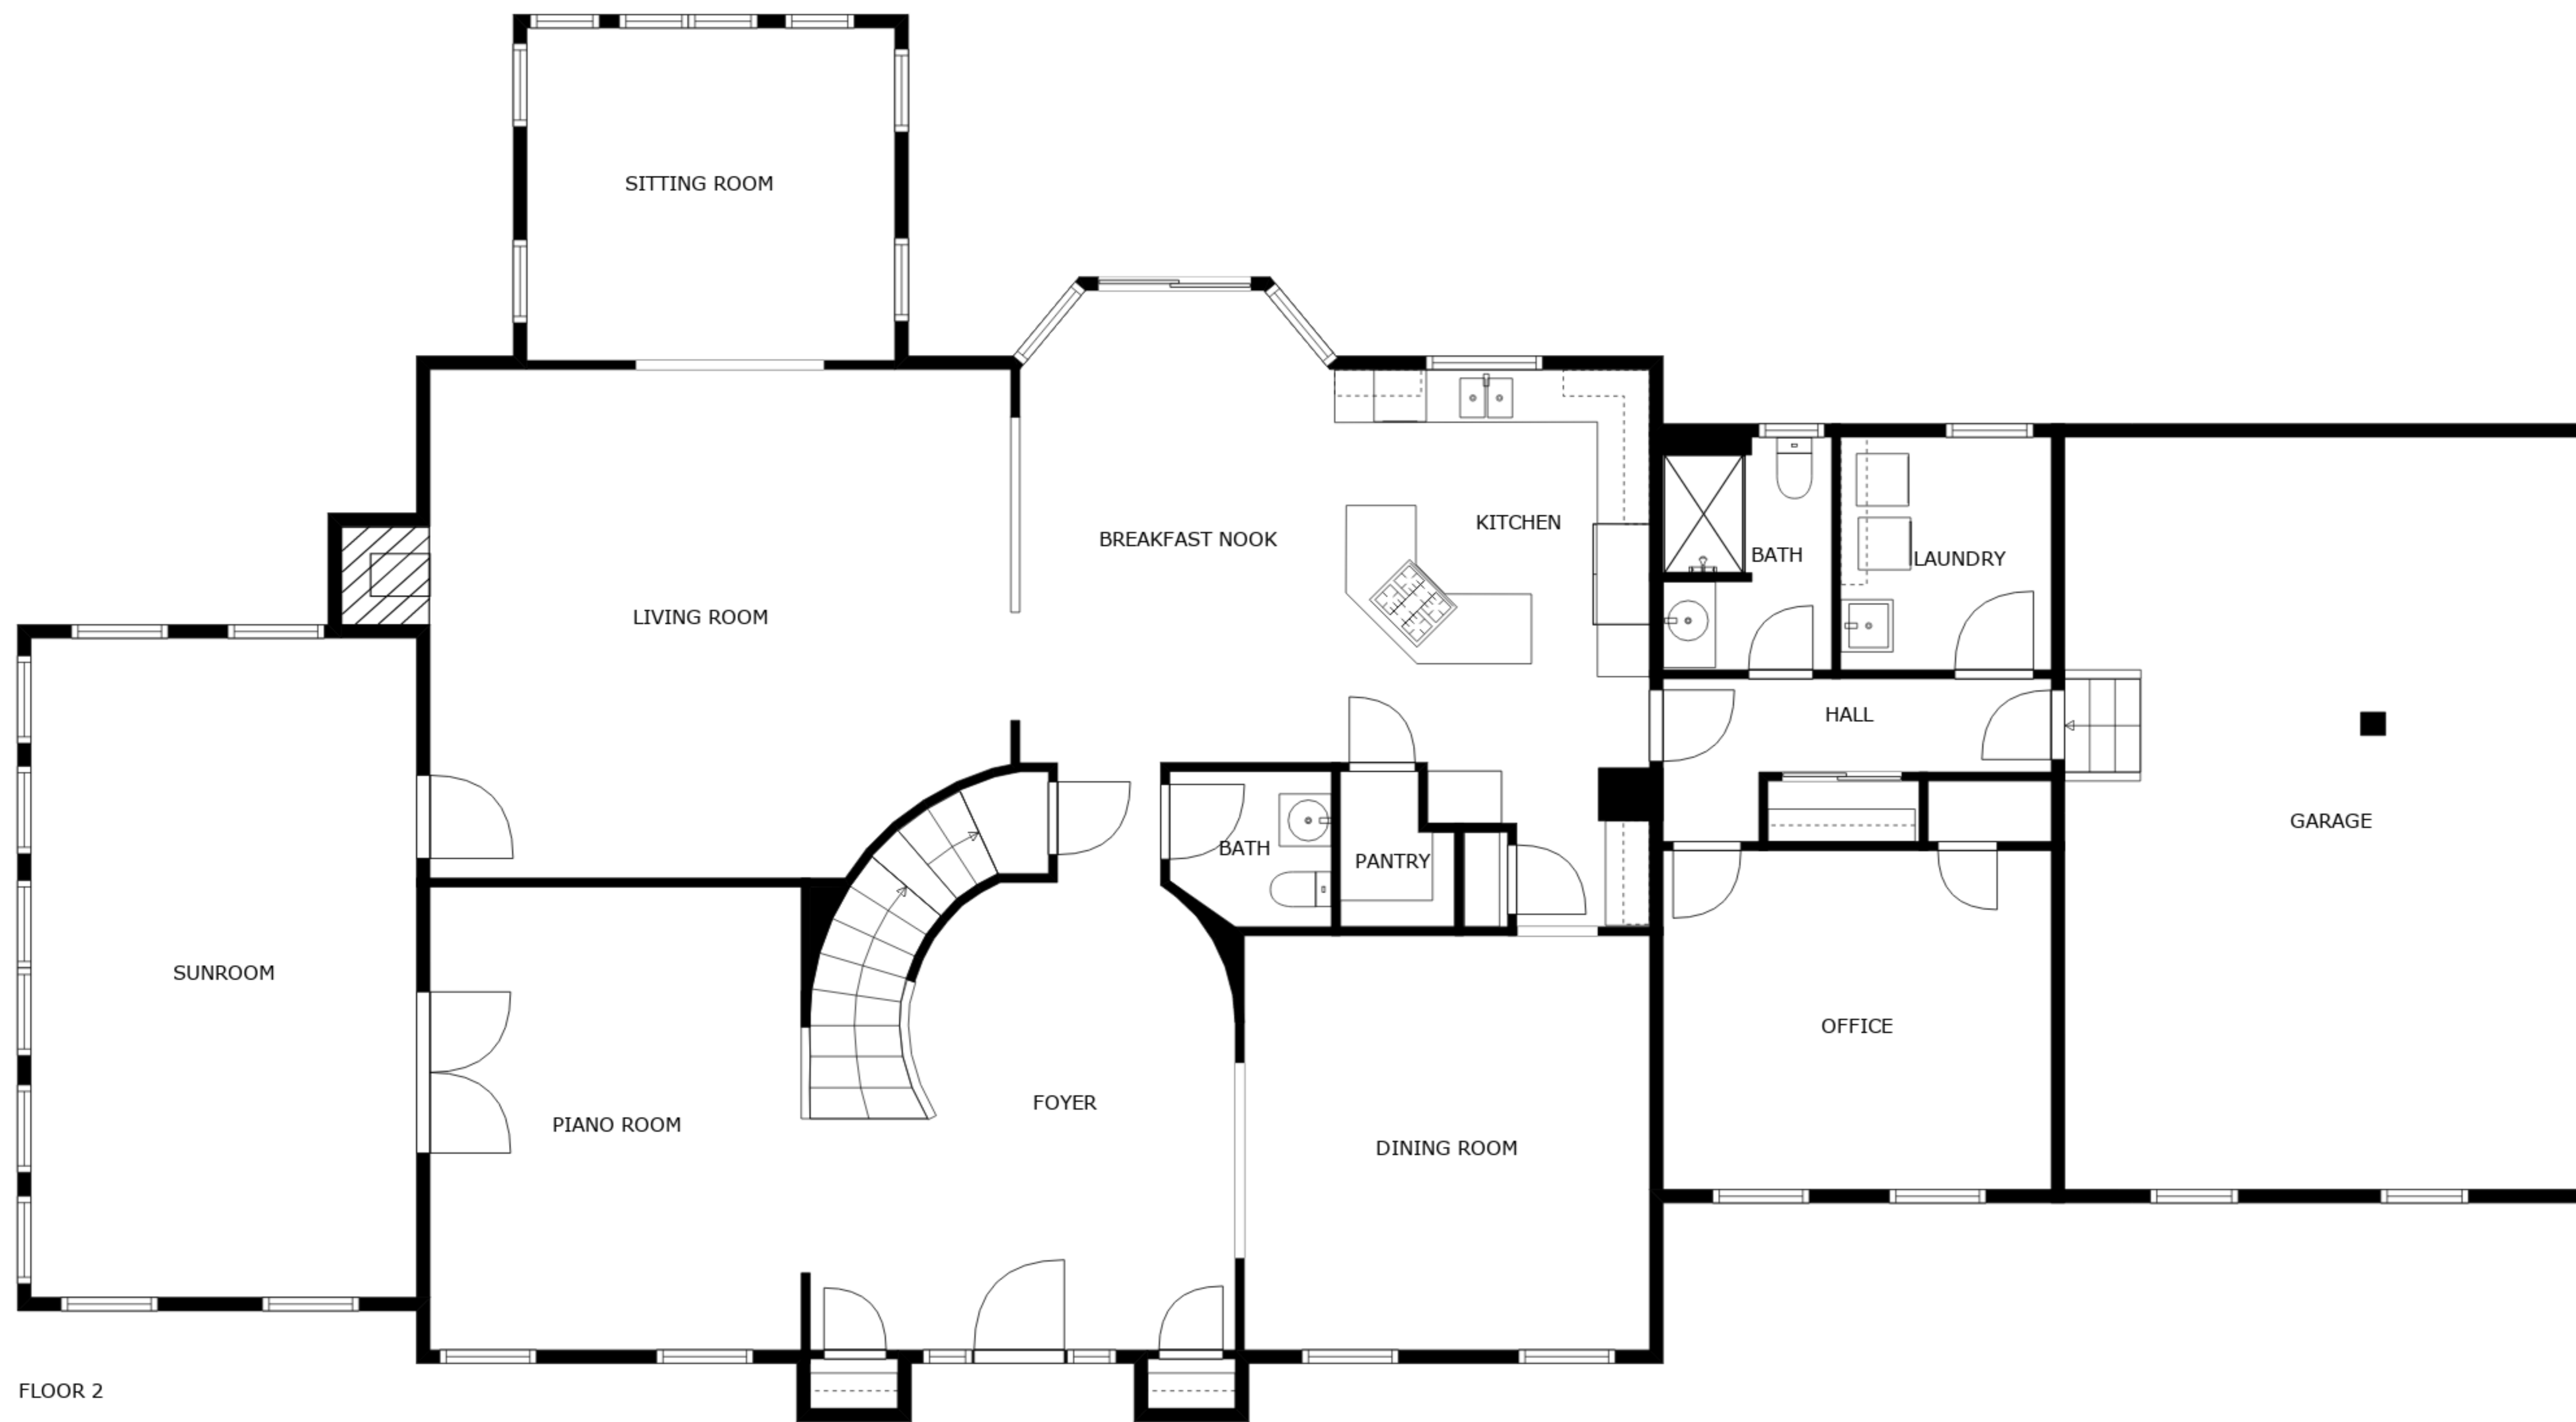 SITTING ROOM
KITCHEN
BREAKFAST NOOK
BATH
LAUNDRY
LIVING ROOM
HALL
GARAGE
BATH
PANTRY
SUNROOM
OFFICE
FOYER
PIANO ROOM
DINING ROOM
FLOOR 2